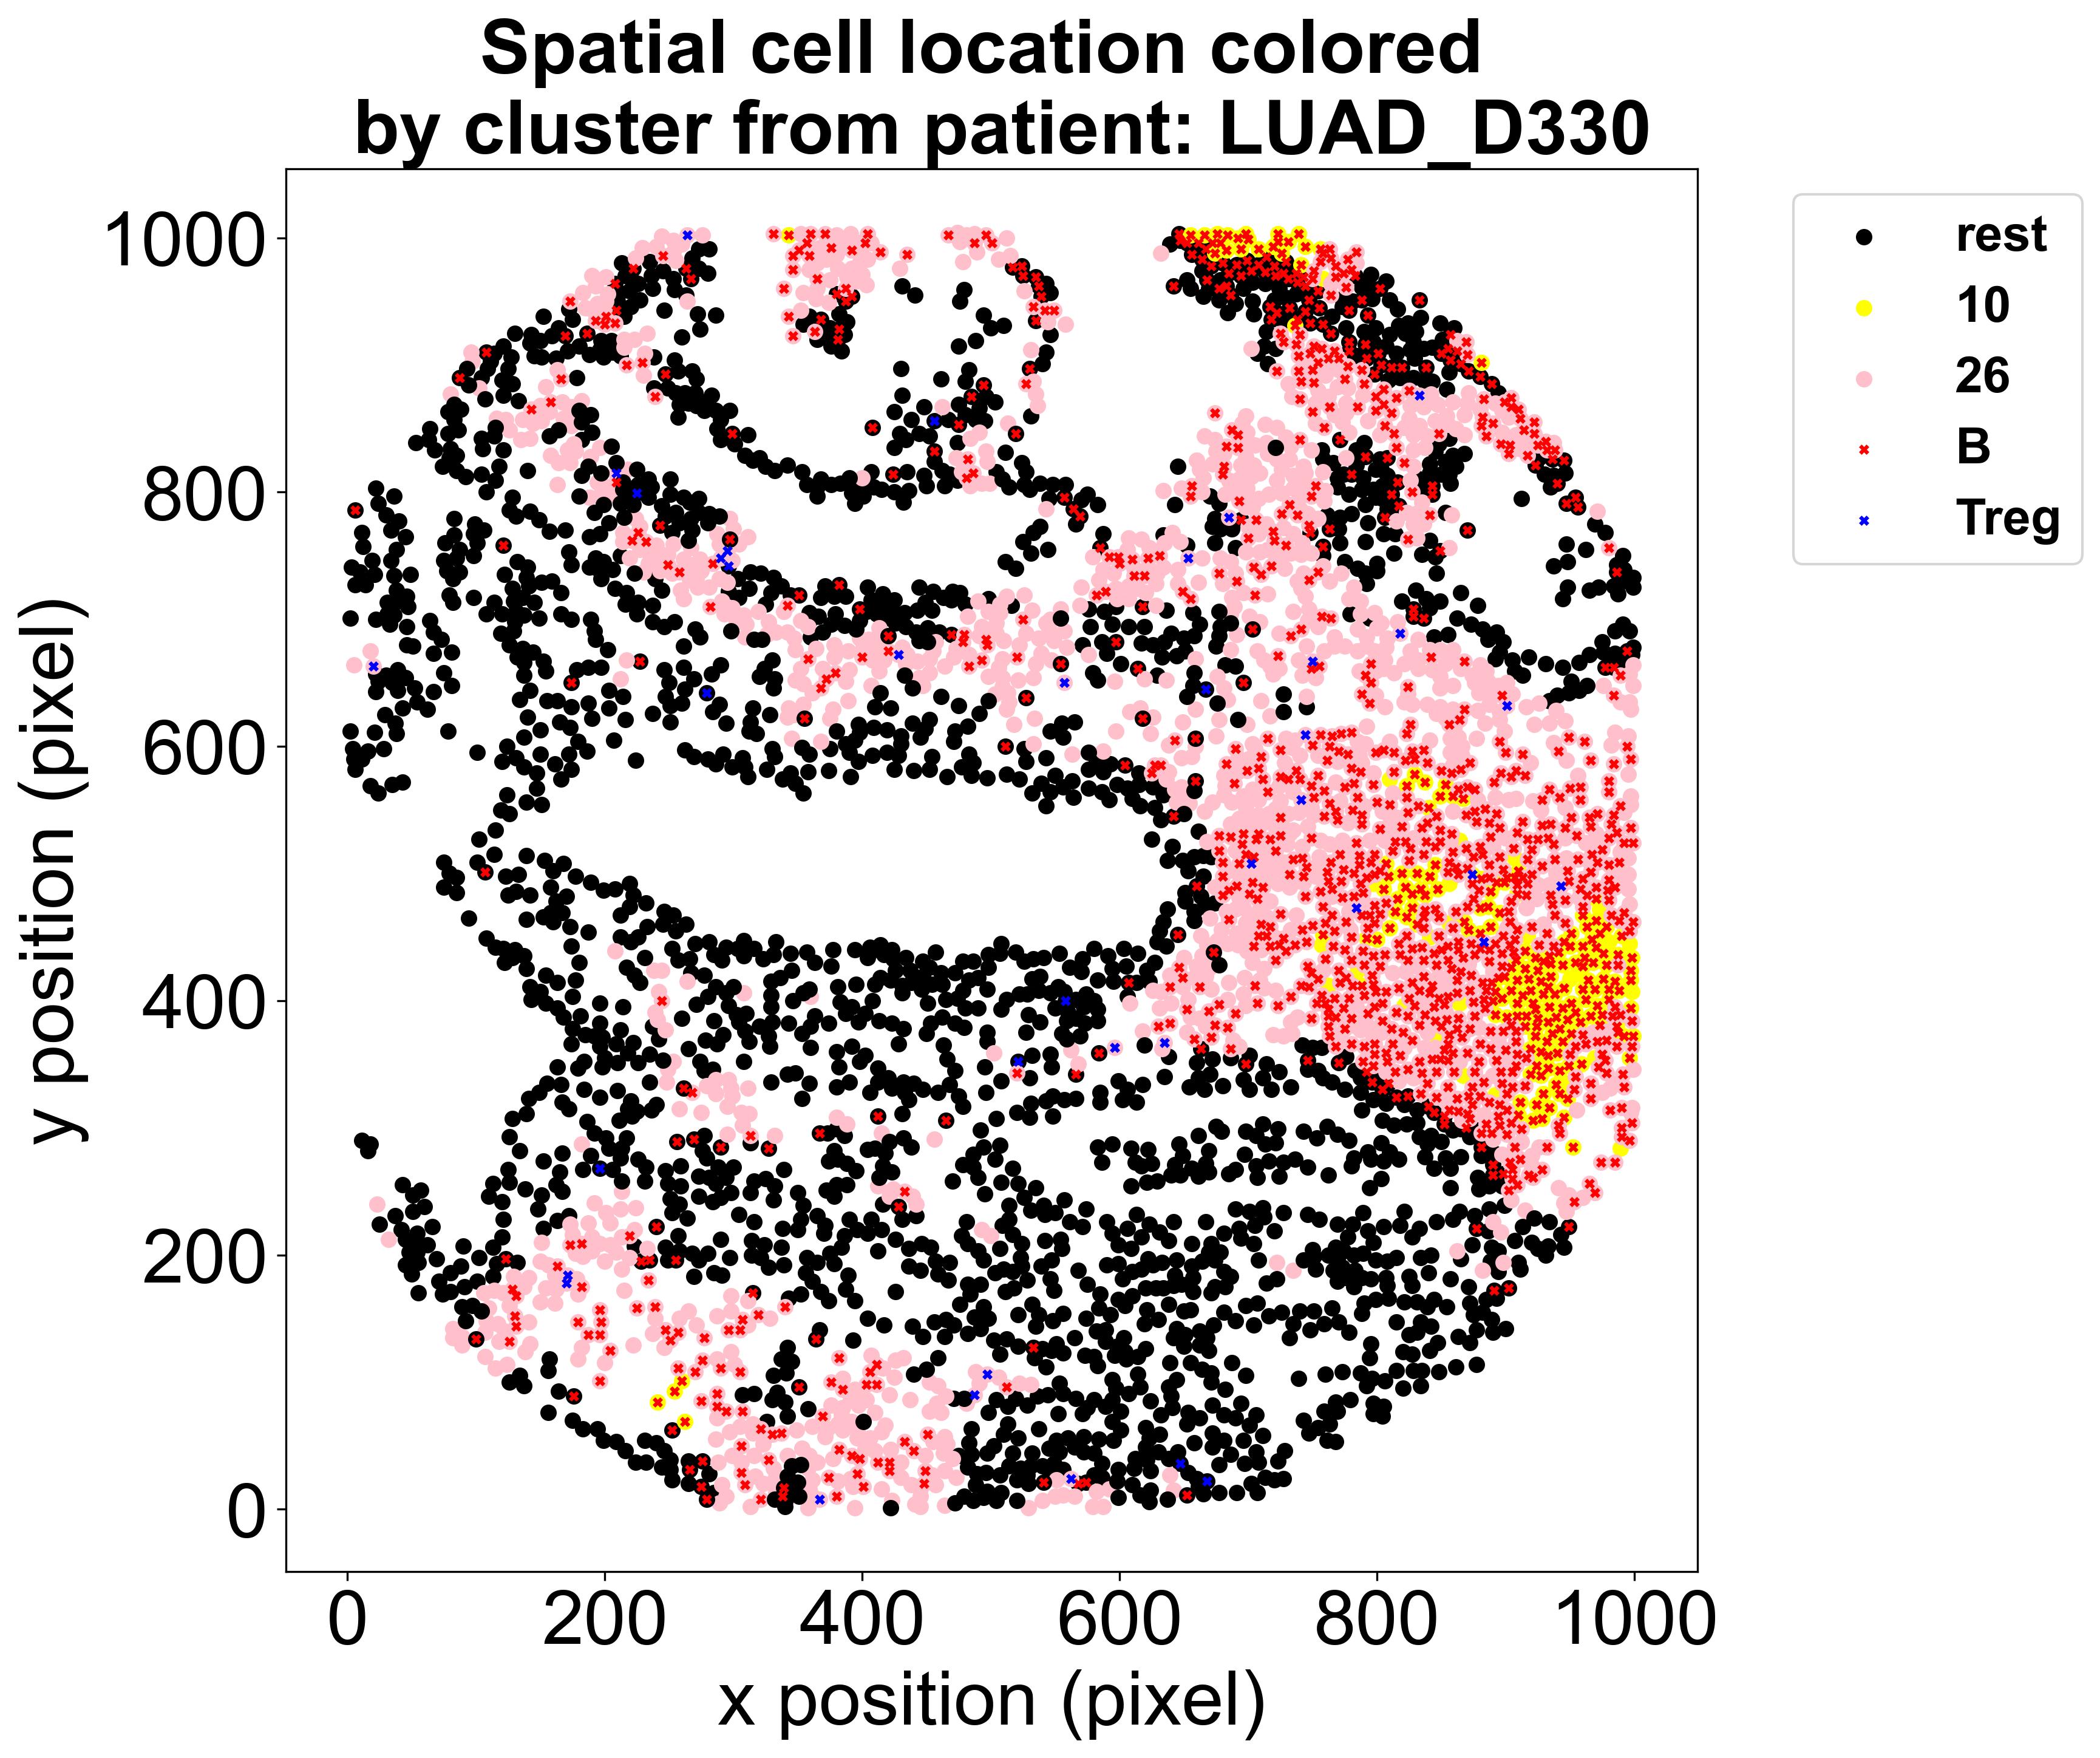 Spatial cell location colored
by cluster from patient: LUAD_D330
1000
800
600
400
200
0
y position (pixel)
0 200 400 600 800 1000
x position (pixel)
rest
10
26
B
Treg